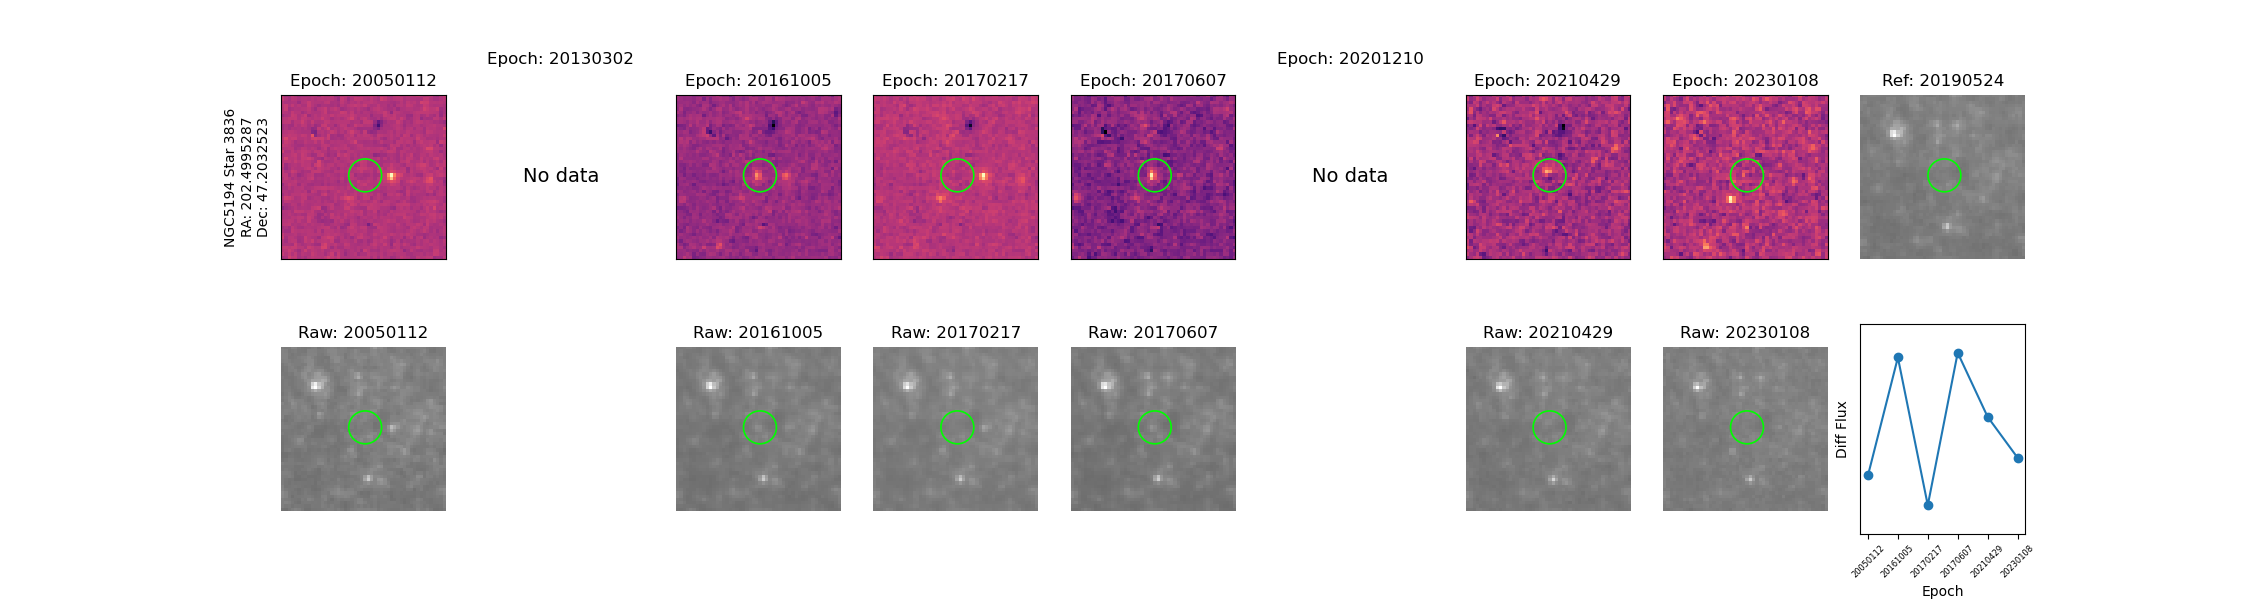 Epoch: 20130302
Epoch: 20201210
Epoch: 20050112
Epoch: 20161005
Epoch: 20170217
Epoch: 20170607
Epoch: 20210429
Epoch: 20230108
Ref: 20190524
NGC5194 Star 3836
RA: 202.4995287
Dec: 47.2032523
No data
No data
Raw: 20050112
Raw: 20161005
Raw: 20170217
Raw: 20170607
Raw: 20210429
Raw: 20230108
Diff Flux
20050112
20161005
20170217
20170607
20210429
20230108
Epoch